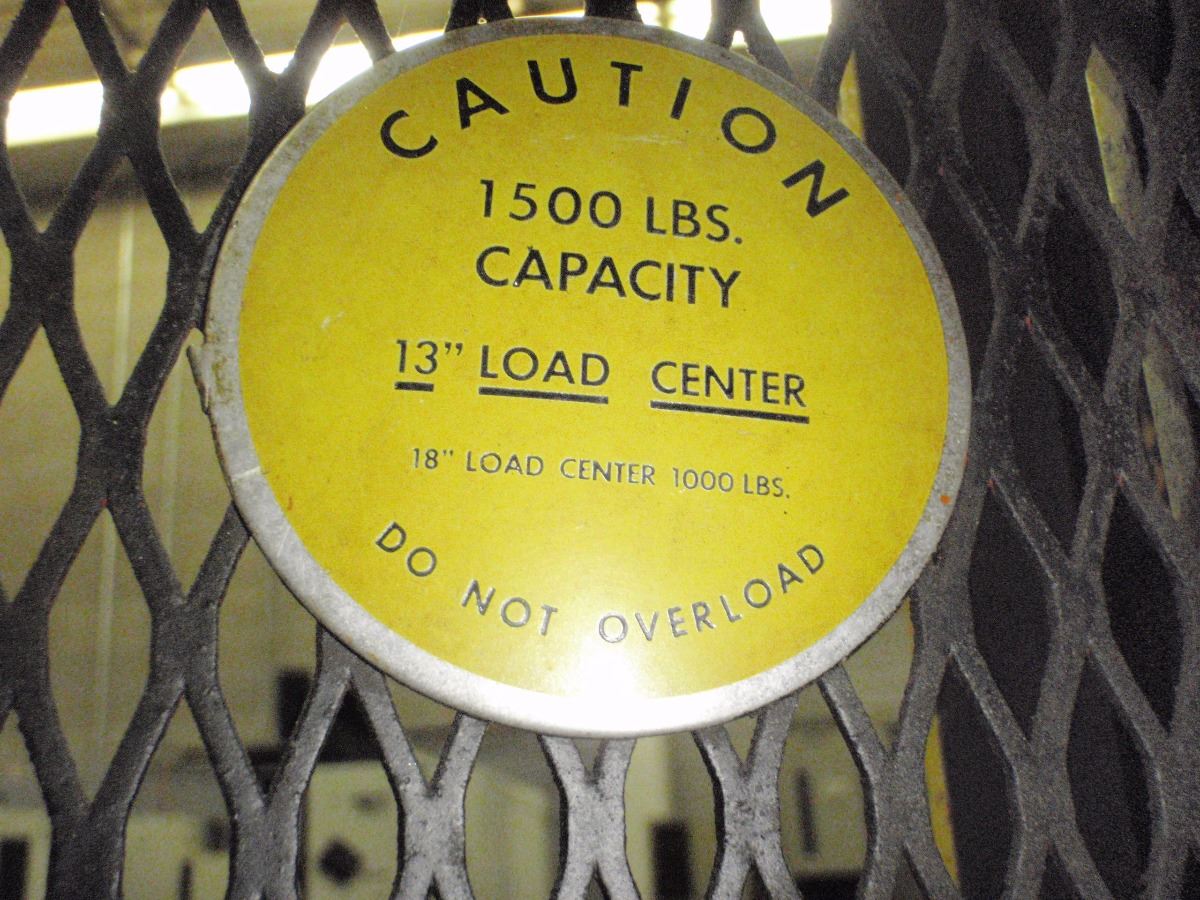 CAUTION
1500 LBS.
CAPACITY
13” LOAD CENTER
18” LOAD CENTER 1000 LBS.
DO NOT OVERLOAD